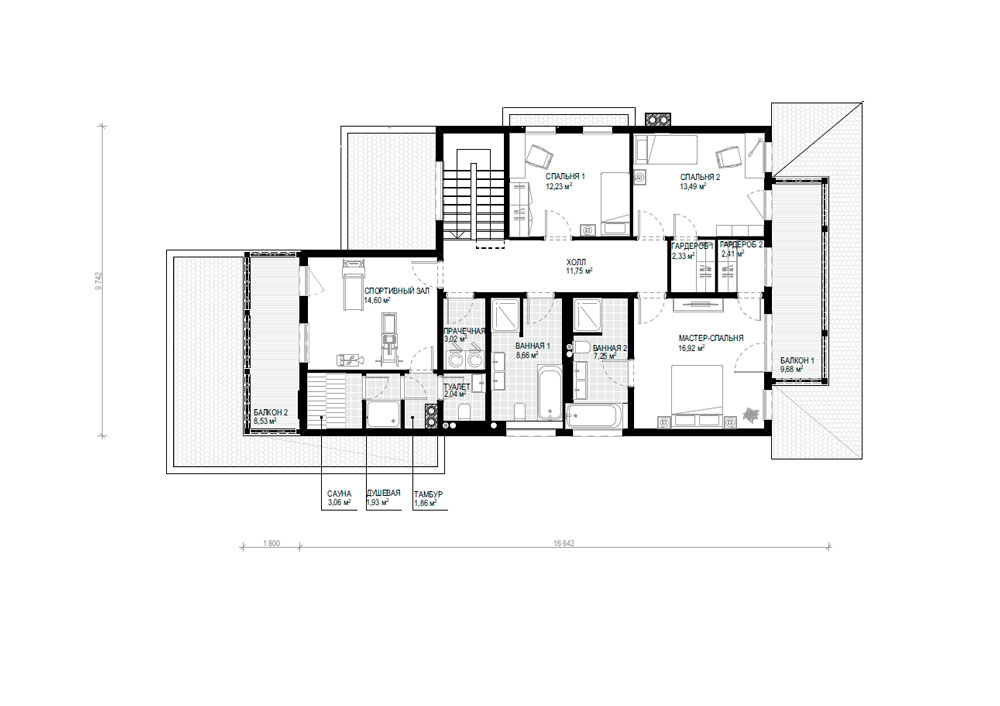 СПАЛЬНЯ 1
12,23 м²
СПАЛЬНЯ 2
13,49 м²
ГАРДЕРОБ 1
2,33 м²
ГАРДЕРОБ 2
2,41 м²
ХОЛЛ
11,75 м²
9 742
СПОРТИВНЫЙ ЗАЛ
14,60 м²
ПРАЧЕЧНАЯ
3,02 м²
ВАННАЯ 1
8,66 м²
ВАННАЯ 2
7,25 м²
МАСТЕР-СПАЛЬНЯ
16,92 м²
БАЛКОН 1
9,68 м²
ТУАЛЕТ
2,04 м²
БАЛКОН 2
8,53 м²
САУНА
3,06 м²
ДУШЕВАЯ
1,93 м²
ТАМБУР
1,86 м²
1 800
16 642